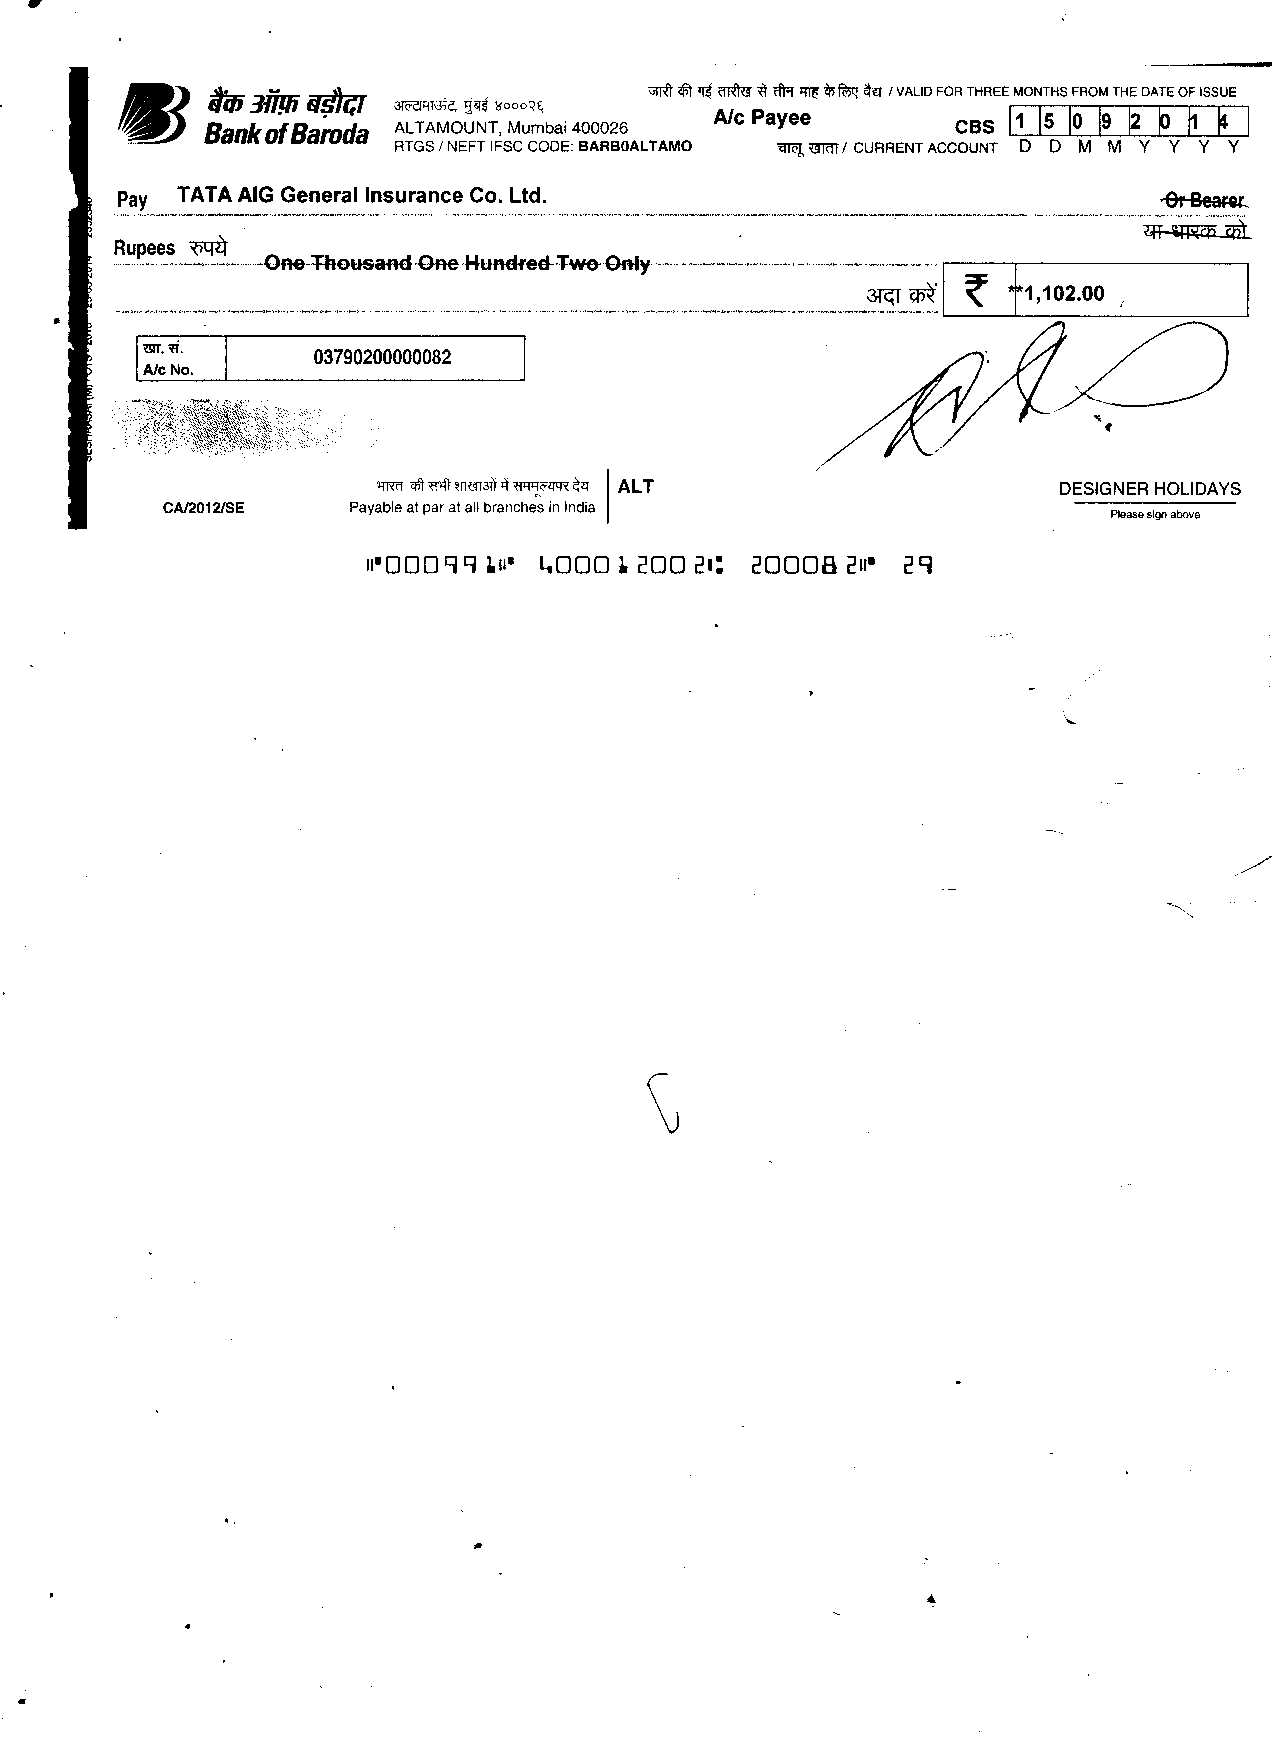 बैंक ऑफ़ बड़ौदा
Bank of Baroda
अल्टामाऊंट, मुंबई ४०००२६
ALTAMOUNT, Mumbai 400026
RTGS / NEFT IFSC CODE: BARB0ALTAMO
जारी की गई तारीख से तीन माह के लिए वैध / VALID FOR THREE MONTHS FROM THE DATE OF ISSUE
A/c Payee
CBS 1 5 0 9 2 0 1 4
चालू खाता / CURRENT ACCOUNT D D M M Y Y Y Y
Pay TATA AIG General Insurance Co. Ltd. Or Bearer
या धारक को
Rupees रुपये One Thousand One Hundred Two Only
अदा करें ₹ **1,102.00
खा. सं.
A/c No. 03790200000082
भारत की सभी शाखाओं में सममूल्यपर देय ALT
CA/2012/SE Payable at par at all branches in India
DESIGNER HOLIDAYS
Please sign above
⑈000991⑈ 400012002⑆ 200082⑈ 29